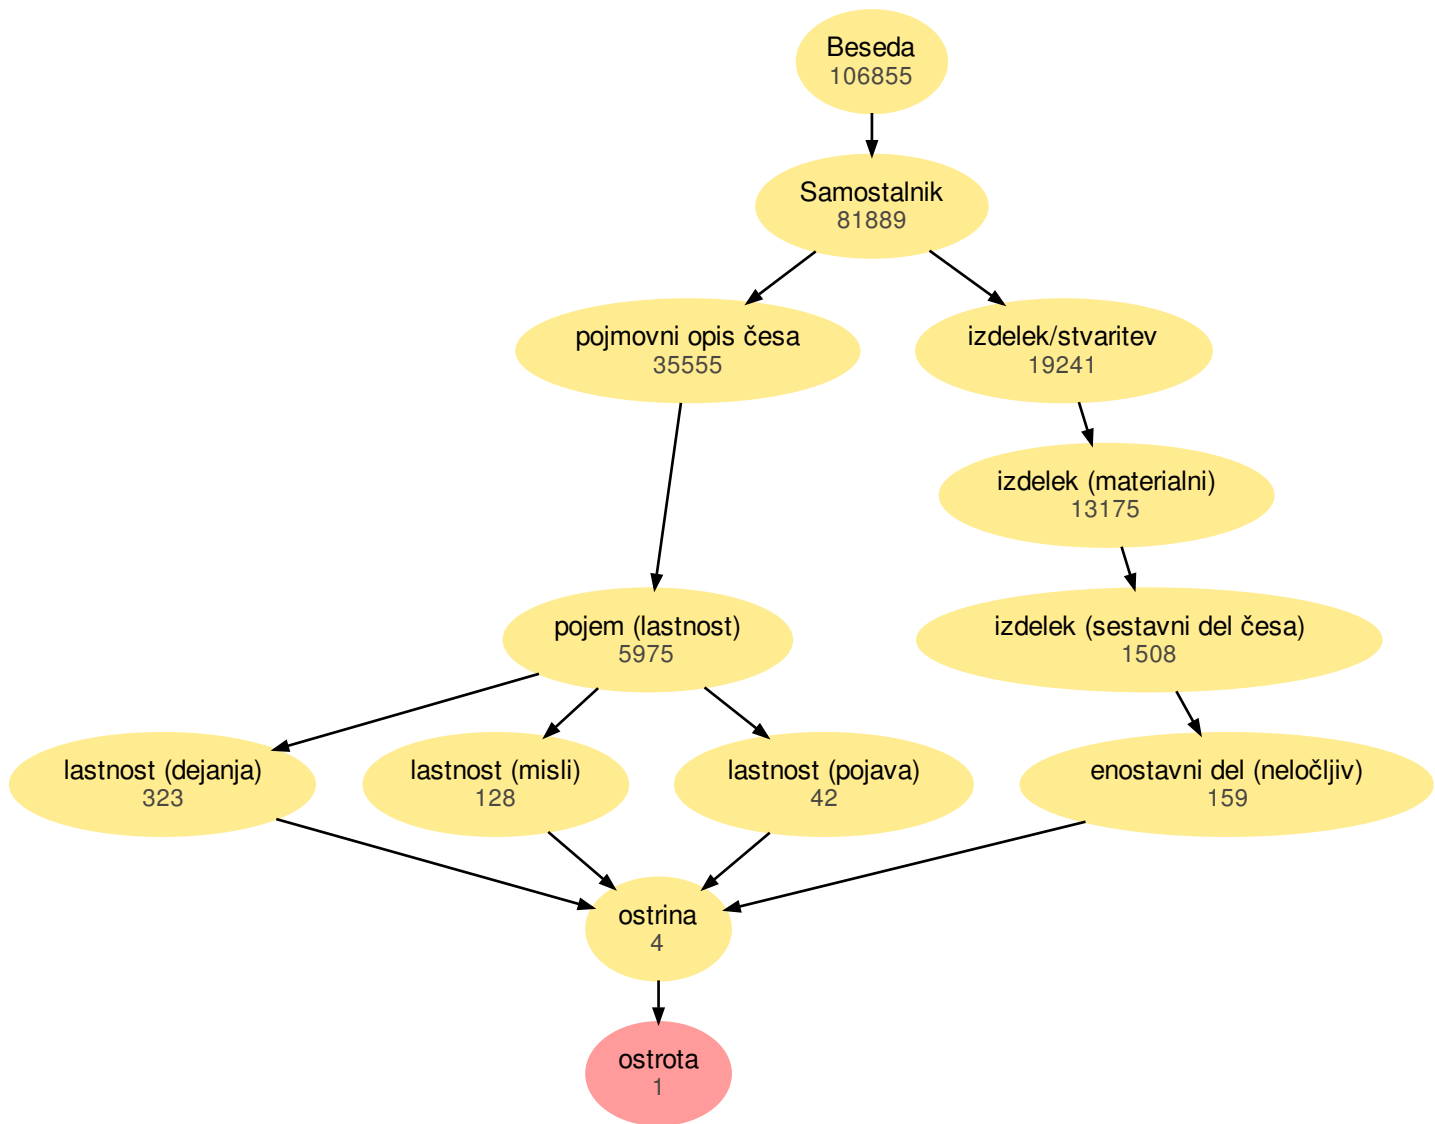 Beseda
106855
Samostalnik
81889
pojmovni opis česa
35555
izdelek/stvaritev
19241
izdelek (materialni)
13175
pojem (lastnost)
5975
izdelek (sestavni del česa)
1508
lastnost (dejanja)
323
lastnost (misli)
128
lastnost (pojava)
42
enostavni del (neločljiv)
159
ostrina
4
ostrota
1